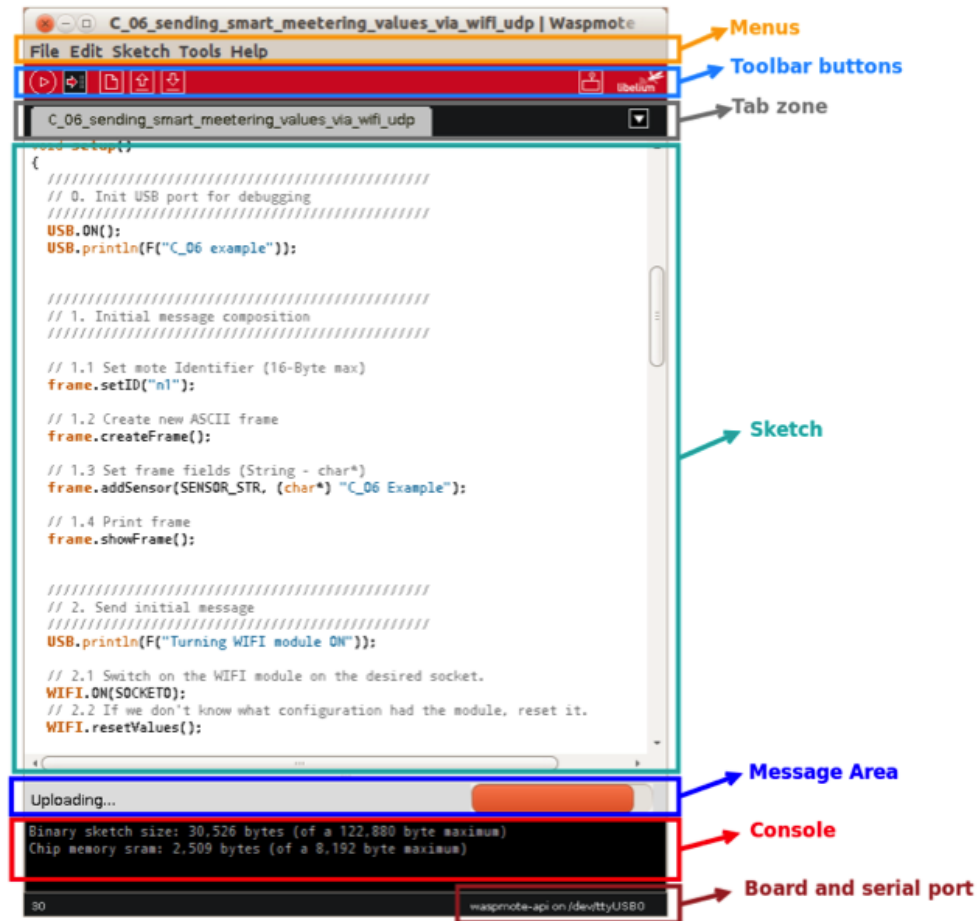 C_06_sending_smart_meetering_values_via_wifi_udp | Waspmote
Menus
File Edit Sketch Tools Help
Toolbar buttons
libelium
Tab zone
C_06_sending_smart_meetering_values_via_wifi_udp
void setup()
{
////////////////////////////////////////////////
// 0. Init USB port for debugging
////////////////////////////////////////////////
USB.ON();
USB.println(F("C_06 example"));
////////////////////////////////////////////////
// 1. Initial message composition
////////////////////////////////////////////////
// 1.1 Set mote Identifier (16-Byte max)
frame.setID("n1");
// 1.2 Create new ASCII frame
frame.createFrame();
Sketch
// 1.3 Set frame fields (String - char*)
frame.addSensor(SENSOR_STR, (char*) "C_06 Example");
// 1.4 Print frame
frame.showFrame();
////////////////////////////////////////////////
// 2. Send initial message
////////////////////////////////////////////////
USB.println(F("Turning WIFI module ON"));
// 2.1 Switch on the WIFI module on the desired socket.
WIFI.ON(SOCKET0);
// 2.2 If we don't know what configuration had the module, reset it.
WIFI.resetValues();
Message Area
Uploading...
Binary sketch size: 30,526 bytes (of a 122,880 byte maximum)
Console
Chip memory sram: 2,509 bytes (of a 8,192 byte maximum)
Board and serial port
30
waspmote-api on /dev/ttyUSB0